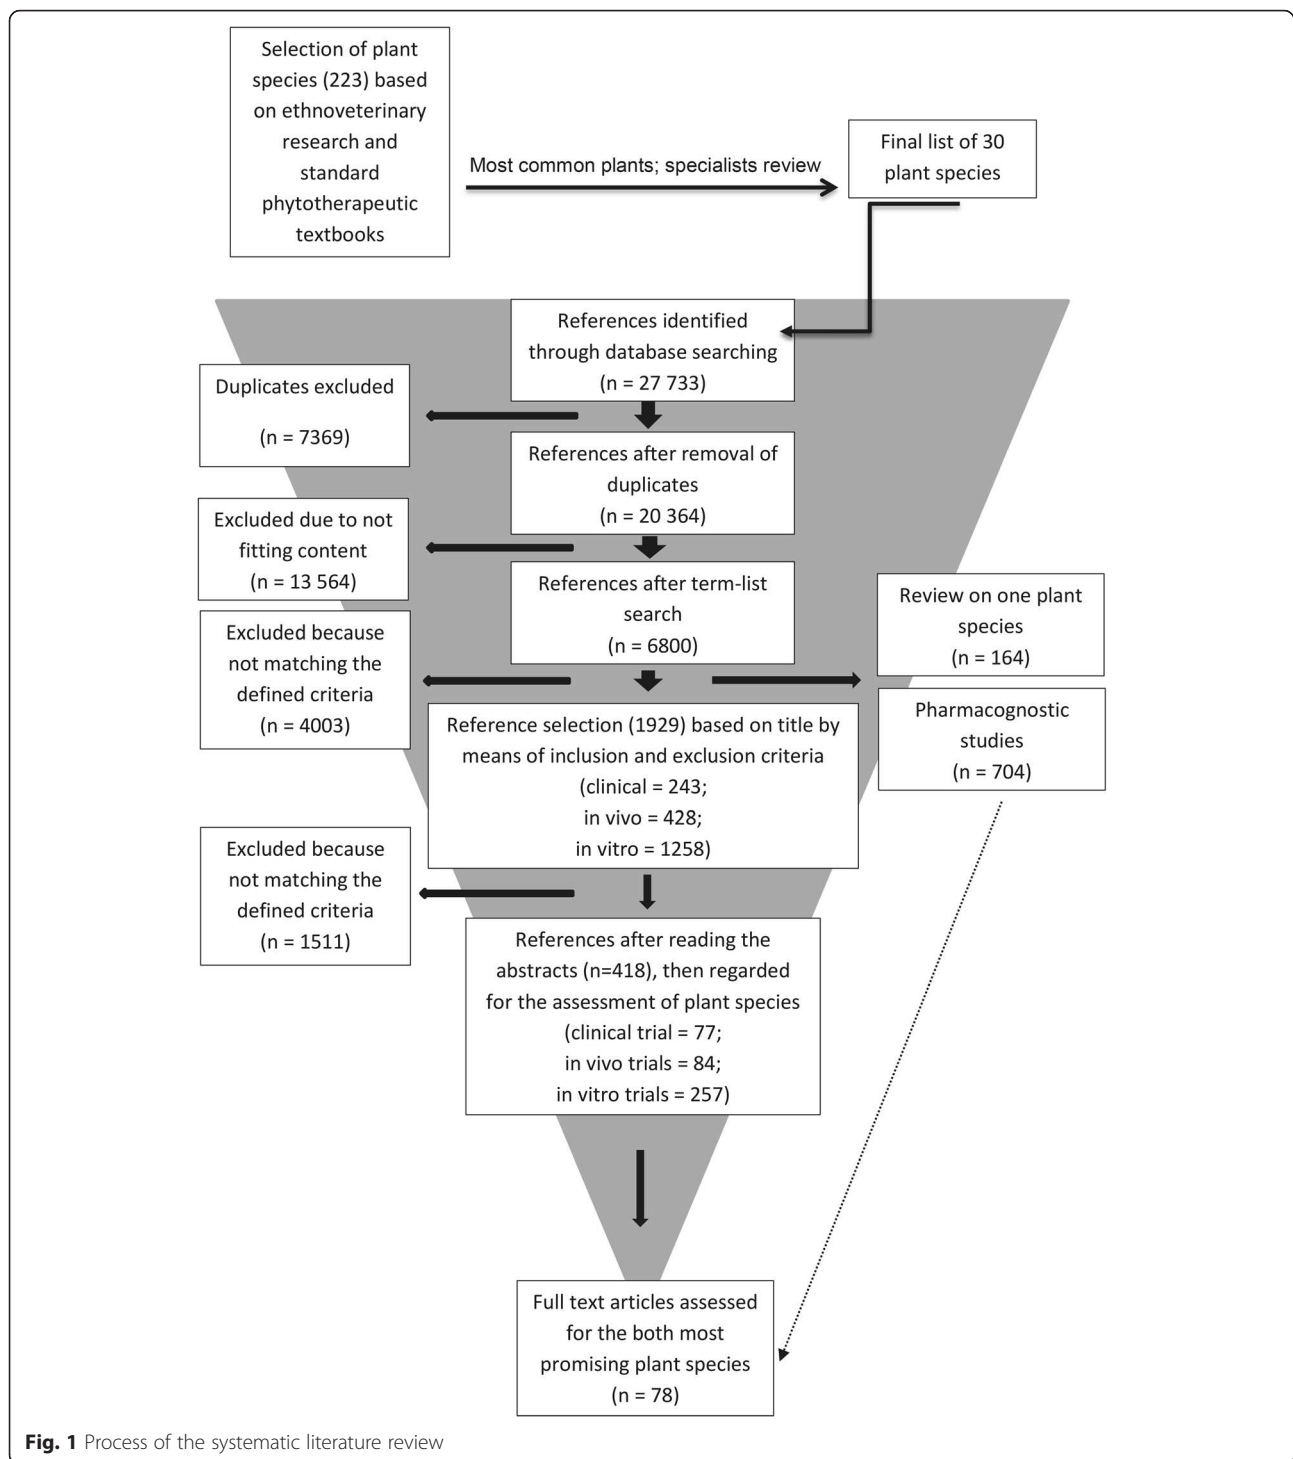 Selection of plant
species (223) based
on ethnoveterinary
research and
standard
phytotherapeutic
textbooks
Most common plants; specialists review
Final list of 30
plant species
References identified
through database searching
(n = 27 733)
Duplicates excluded
(n = 7369)
References after removal of
duplicates
(n = 20 364)
Excluded due to not
fitting content
(n = 13 564)
References after term-list
search
(n = 6800)
Review on one plant
species
(n = 164)
Excluded because
not matching the
defined criteria
(n = 4003)
Pharmacognostic
studies
(n = 704)
Reference selection (1929) based on title by
means of inclusion and exclusion criteria
(clinical = 243;
in vivo = 428;
in vitro = 1258)
Excluded because
not matching the
defined criteria
(n = 1511)
References after reading the
abstracts (n=418), then regarded
for the assessment of plant species
(clinical trial = 77;
in vivo trials = 84;
in vitro trials = 257)
Full text articles assessed
for the both most
promising plant species
(n = 78)
Fig. 1 Process of the systematic literature review